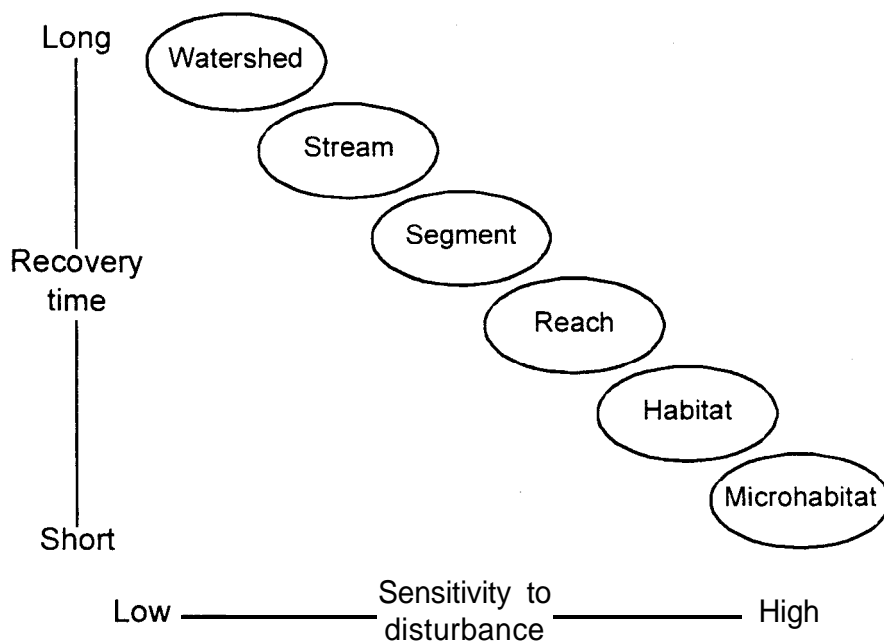 Long
Watershed
Stream
Segment
Recovery
time
Reach
Habitat
Microhabitat
Short
Low
Sensitivity to
disturbance
High